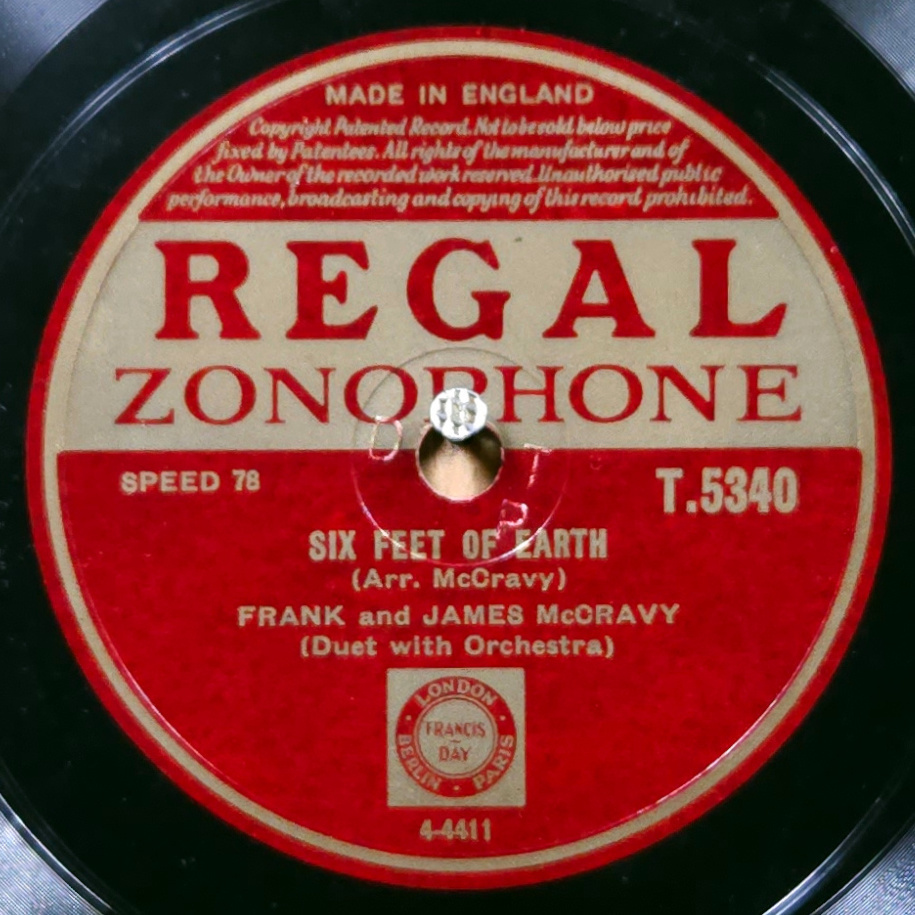 MADE IN ENGLAND
Copyright Patented Record. Not to be sold below price
fixed by Patentees. All rights of the manufacturer and of
the Owner of the recorded work reserved. Unauthorised public
performance, broadcasting and copying of this record prohibited.
REGAL
ZONOPHONE
SPEED 78
T.5340
SIX FEET OF EARTH
(Arr. McCravy)
FRANK and JAMES McCRAVY
(Duet with Orchestra)
LONDON
FRANCIS
DAY
BERLIN · PARIS
4-4411